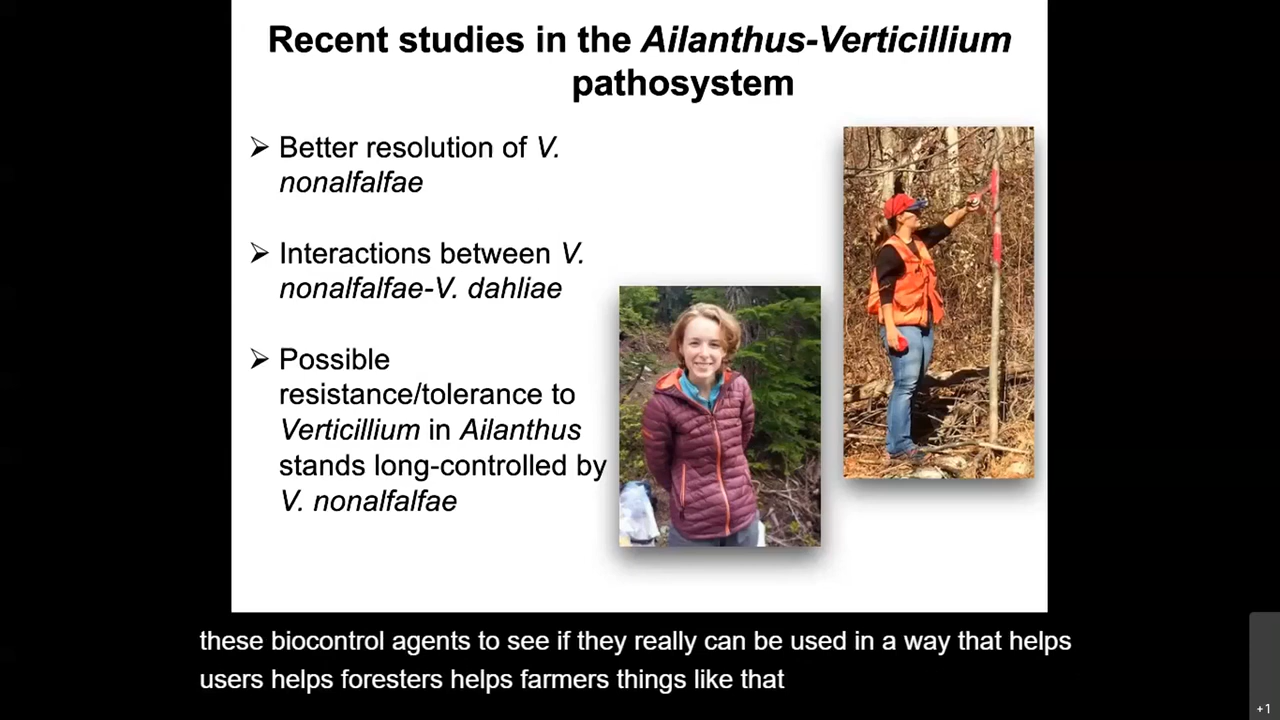 Recent studies in the Ailanthus-Verticillium
pathosystem
➢ Better resolution of V.
nonalfalfae
➢ Interactions between V.
nonalfalfae-V. dahliae
➢ Possible
resistance/tolerance to
Verticillium in Ailanthus
stands long-controlled by
V. nonalfalfae
these biocontrol agents to see if they really can be used in a way that helps
users helps foresters helps farmers things like that
+1